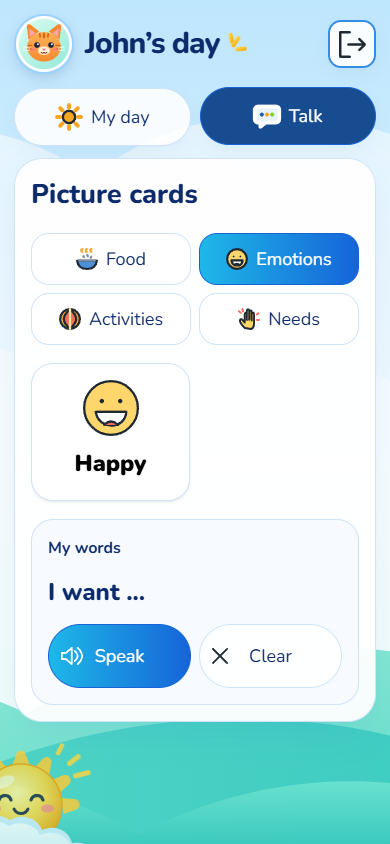 John's day
My day
Talk
Picture cards
Food
Emotions
Activities
Needs
Happy
My words
I want ...
Speak
Clear